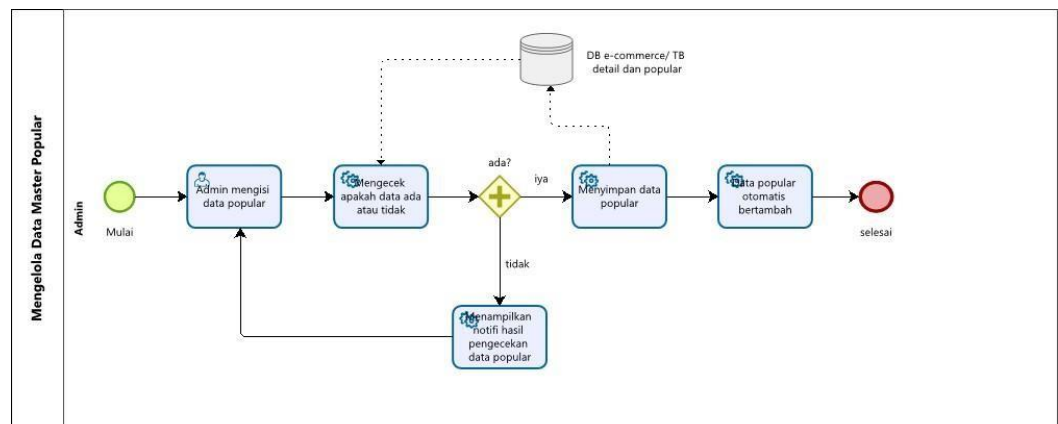 Mengelola Data Master Popular
Admin
DB e-commerce/ TB
detail dan popular
Mulai
Admin mengisi
data popular
Mengecek
apakah data ada
atau tidak
ada?
iya
tidak
Menyimpan data
popular
Data popular
otomatis
bertambah
selesai
Menampilkan
notifi hasil
pengecekan
data popular